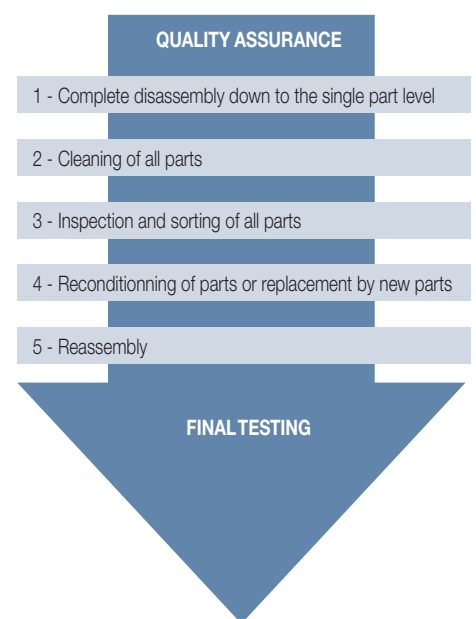 QUALITY ASSURANCE
1 - Complete disassembly down to the single part level
2 - Cleaning of all parts
3 - Inspection and sorting of all parts
4 - Reconditionning of parts or replacement by new parts
5 - Reassembly
FINAL TESTING